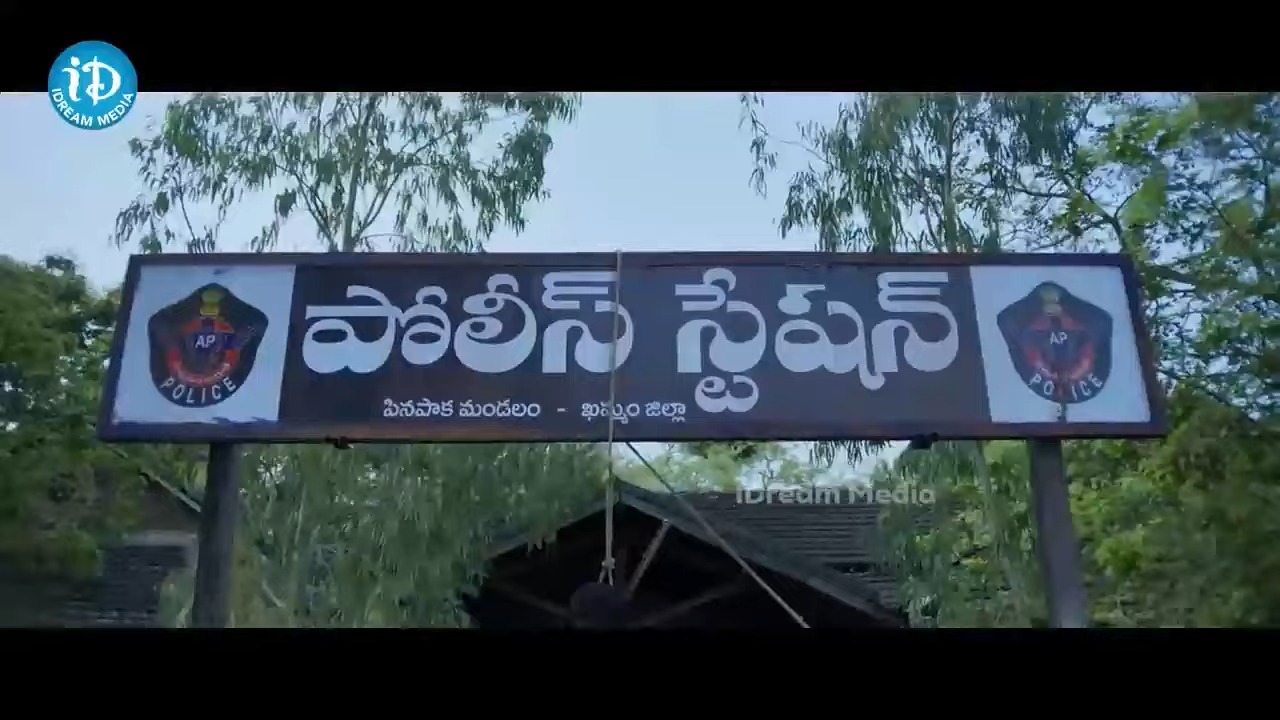 iD
IDREAM MEDIA
AP
POLICE
పోలీస్ స్టేషన్
AP
POLICE
పినపాక మండలం - ఖమ్మం జిల్లా
iDream Media